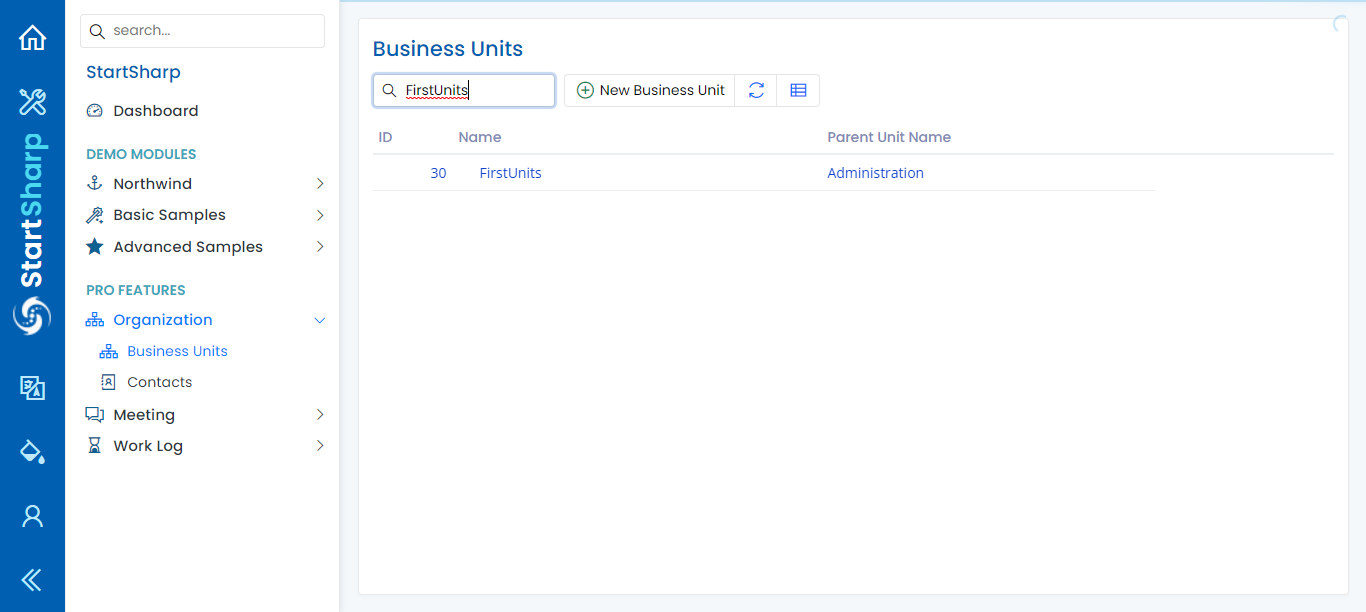 StartSharp
search...
StartSharp
Dashboard
DEMO MODULES
Northwind
Basic Samples
Advanced Samples
PRO FEATURES
Organization
Business Units
Contacts
Meeting
Work Log
Business Units
FirstUnits
New Business Unit
ID Name Parent Unit Name
30 FirstUnits Administration